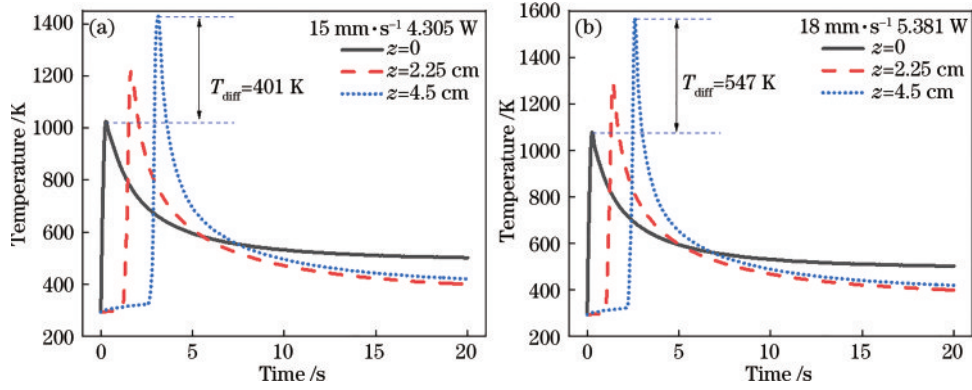 (a)
15 mm·s⁻¹ 4.305 W
z=0
z=2.25 cm
z=4.5 cm
T_diff=401 K
Temperature /K
1400
1200
1000
800
600
400
200
0
5
10
15
20
Time /s
(b)
18 mm·s⁻¹ 5.381 W
z=0
z=2.25 cm
z=4.5 cm
T_diff=547 K
Temperature /K
1600
1400
1200
1000
800
600
400
200
0
5
10
15
20
Time /s